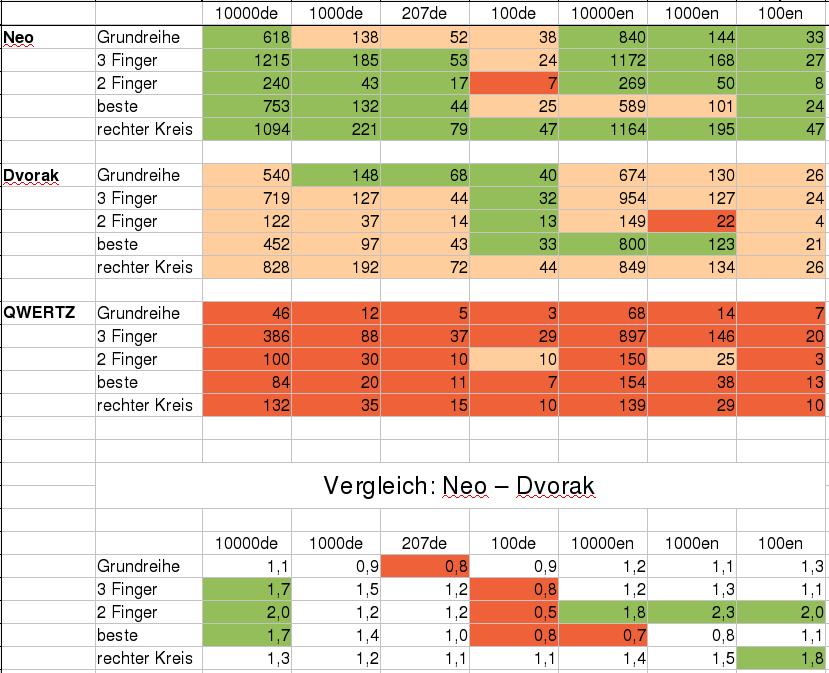 10000de 1000de 207de 100de 10000en 1000en 100en
Neo Grundreihe 618 138 52 38 840 144 33
3 Finger 1215 185 53 24 1172 168 27
2 Finger 240 43 17 7 269 50 8
beste 753 132 44 25 589 101 24
rechter Kreis 1094 221 79 47 1164 195 47
Dvorak Grundreihe 540 148 68 40 674 130 26
3 Finger 719 127 44 32 954 127 24
2 Finger 122 37 14 13 149 22 4
beste 452 97 43 33 800 123 21
rechter Kreis 828 192 72 44 849 134 26
QWERTZ Grundreihe 46 12 5 3 68 14 7
3 Finger 386 88 37 29 897 146 20
2 Finger 100 30 10 10 150 25 3
beste 84 20 11 7 154 38 13
rechter Kreis 132 35 15 10 139 29 10
Vergleich: Neo – Dvorak
10000de 1000de 207de 100de 10000en 1000en 100en
Grundreihe 1,1 0,9 0,8 0,9 1,2 1,1 1,3
3 Finger 1,7 1,5 1,2 0,8 1,2 1,3 1,1
2 Finger 2,0 1,2 1,2 0,5 1,8 2,3 2,0
beste 1,7 1,4 1,0 0,8 0,7 0,8 1,1
rechter Kreis 1,3 1,2 1,1 1,1 1,4 1,5 1,8